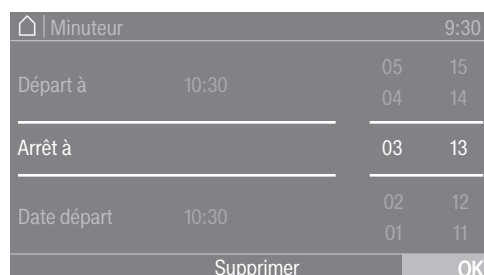 Minuteur 9:30
05 15
Départ à 10:30
04 14
Arrêt à 03 13
02 12
Date départ 10:30
01 11
Supprimer OK